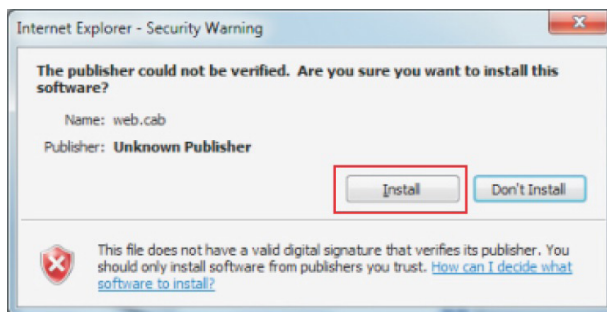 Internet Explorer - Security Warning
The publisher could not be verified. Are you sure you want to install this
software?
Name: web.cab
Publisher: Unknown Publisher
Install
Don't Install
This file does not have a valid digital signature that verifies its publisher. You
should only install software from publishers you trust. How can I decide what
software to install?